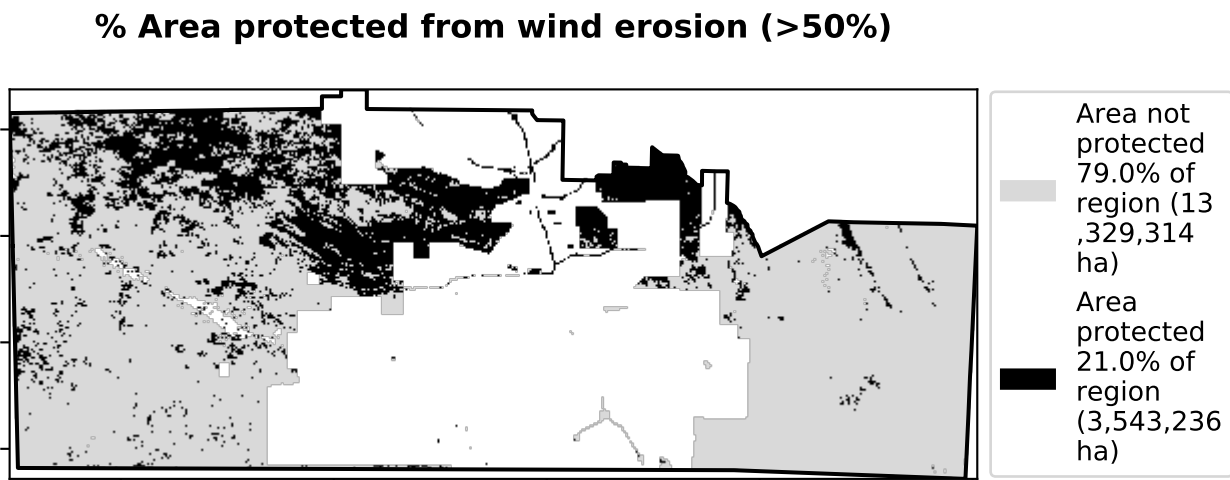 % Area protected from wind erosion (>50%)
Area not
protected
79.0% of
region (13
,329,314
ha)
Area
protected
21.0% of
region
(3,543,236
ha)